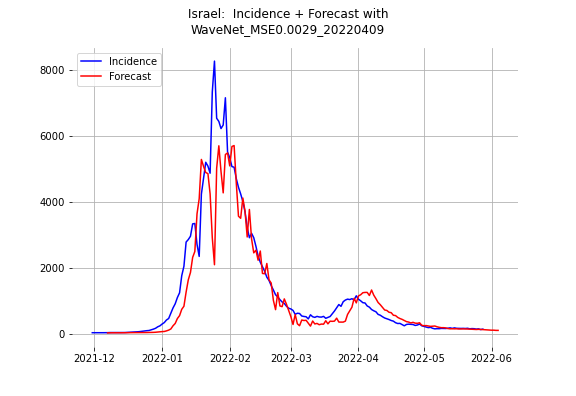 Israel:  Incidence + Forecast with
WaveNet_MSE0.0029_20220409
Incidence
Forecast
8000
6000
4000
2000
0
2021-12 2022-01 2022-02 2022-03 2022-04 2022-05 2022-06